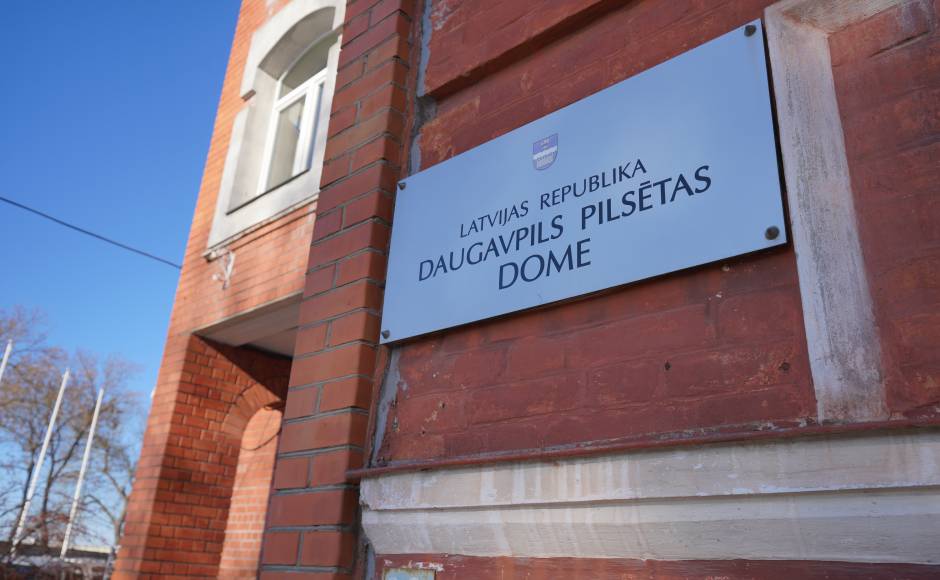 LATVIJAS REPUBLIKA
DAUGAVPILS PILSĒTAS
DOME